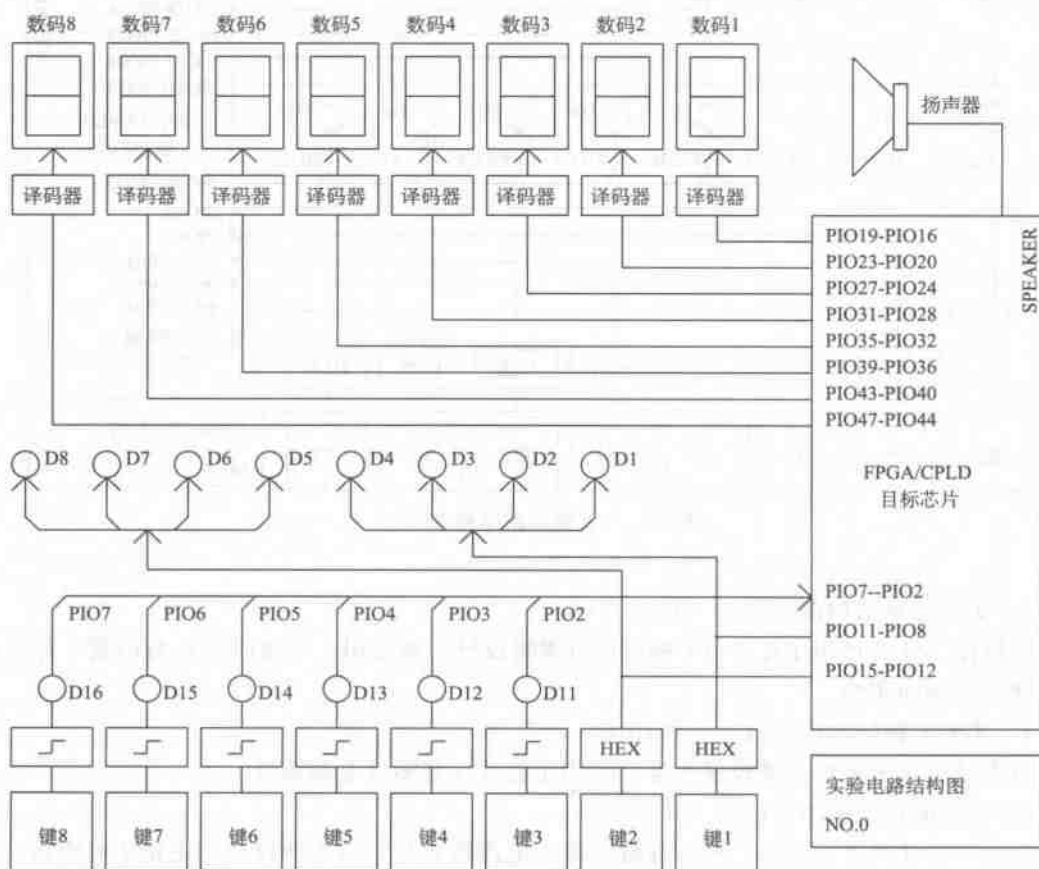 数码8 数码7 数码6 数码5 数码4 数码3 数码2 数码1
扬声器
译码器 译码器 译码器 译码器 译码器 译码器 译码器 译码器
SPEAKER
PIO19-PIO16
PIO23-PIO20
PIO27-PIO24
PIO31-PIO28
PIO35-PIO32
PIO39-PIO36
PIO43-PIO40
PIO47-PIO44
D8 D7 D6 D5 D4 D3 D2 D1
FPGA/CPLD
目标芯片
PIO7--PIO2
PIO11-PIO8
PIO15-PIO12
PIO7 PIO6 PIO5 PIO4 PIO3 PIO2
D16 D15 D14 D13 D12 D11
HEX HEX
键8 键7 键6 键5 键4 键3 键2 键1
实验电路结构图
NO.0